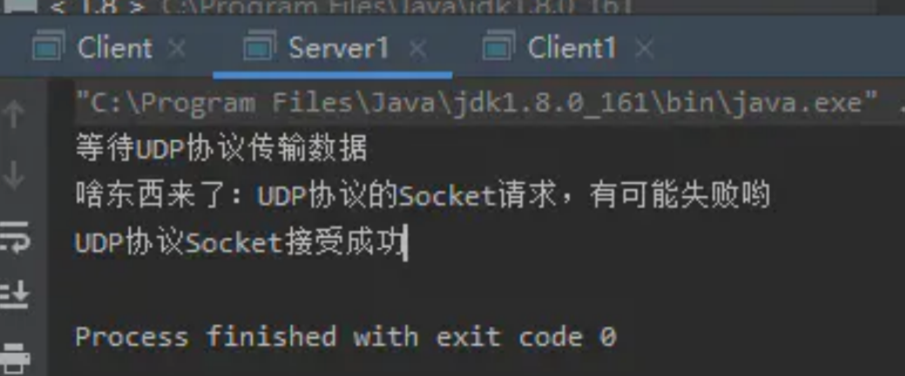 < 1.8 > C:\Program Files\Java\jdk1.8.0_161
Client Server1 Client1
"C:\Program Files\Java\jdk1.8.0_161\bin\java.exe" .
等待UDP协议传输数据
啥东西来了：UDP协议的Socket请求，有可能失败哟
UDP协议Socket接受成功
Process finished with exit code 0